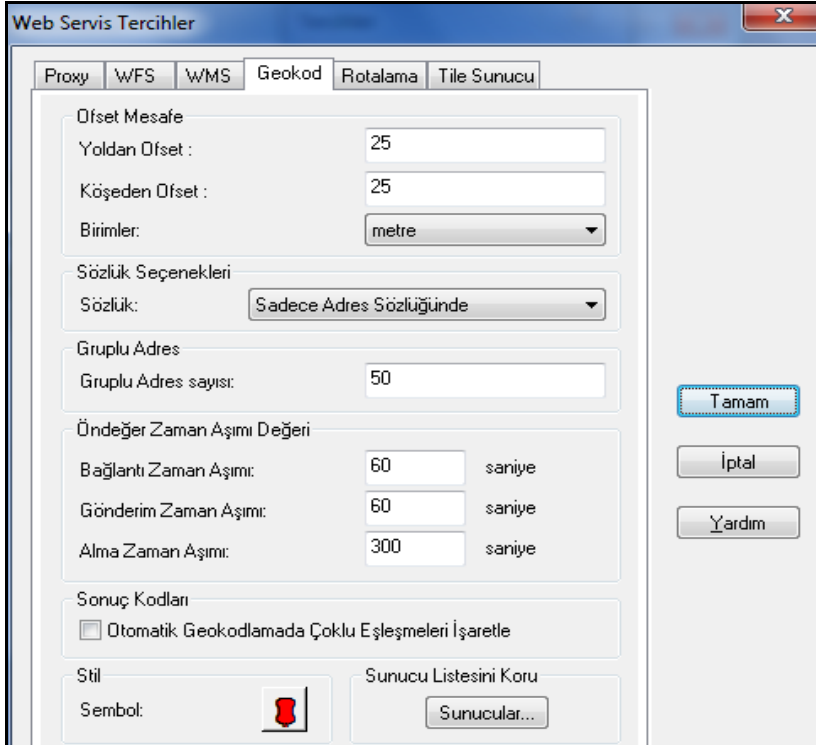 Web Servis Tercihler
Proxy WFS WMS Geokod Rotalama Tile Sunucu
Ofset Mesafe
Yoldan Ofset : 25
Köşeden Ofset : 25
Birimler: metre
Sözlük Seçenekleri
Sözlük: Sadece Adres Sözlüğünde
Gruplu Adres
Gruplu Adres sayısı: 50
Tamam
Öndeğer Zaman Aşımı Değeri
Bağlantı Zaman Aşımı: 60 saniye
İptal
Gönderim Zaman Aşımı: 60 saniye
Yardım
Alma Zaman Aşımı: 300 saniye
Sonuç Kodları
Otomatik Geokodlamada Çoklu Eşleşmeleri İşaretle
Stil
Sunucu Listesini Koru
Sembol:
Sunucular...